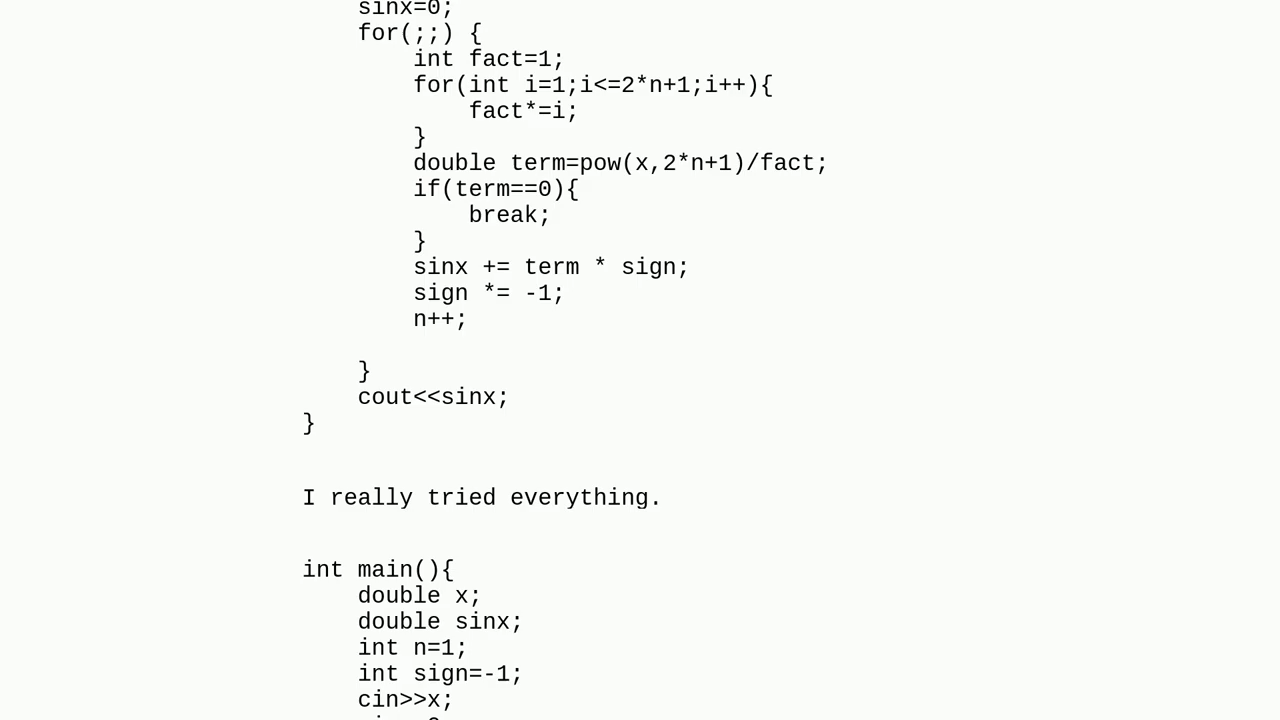 sinx=0;
for(;;) {
int fact=1;
for(int i=1;i<=2*n+1;i++){
fact*=i;
}
double term=pow(x,2*n+1)/fact;
if(term==0){
break;
}
sinx += term * sign;
sign *= -1;
n++;
}
cout<<sinx;
}
I really tried everything.
int main(){
double x;
double sinx;
int n=1;
int sign=-1;
cin>>x;